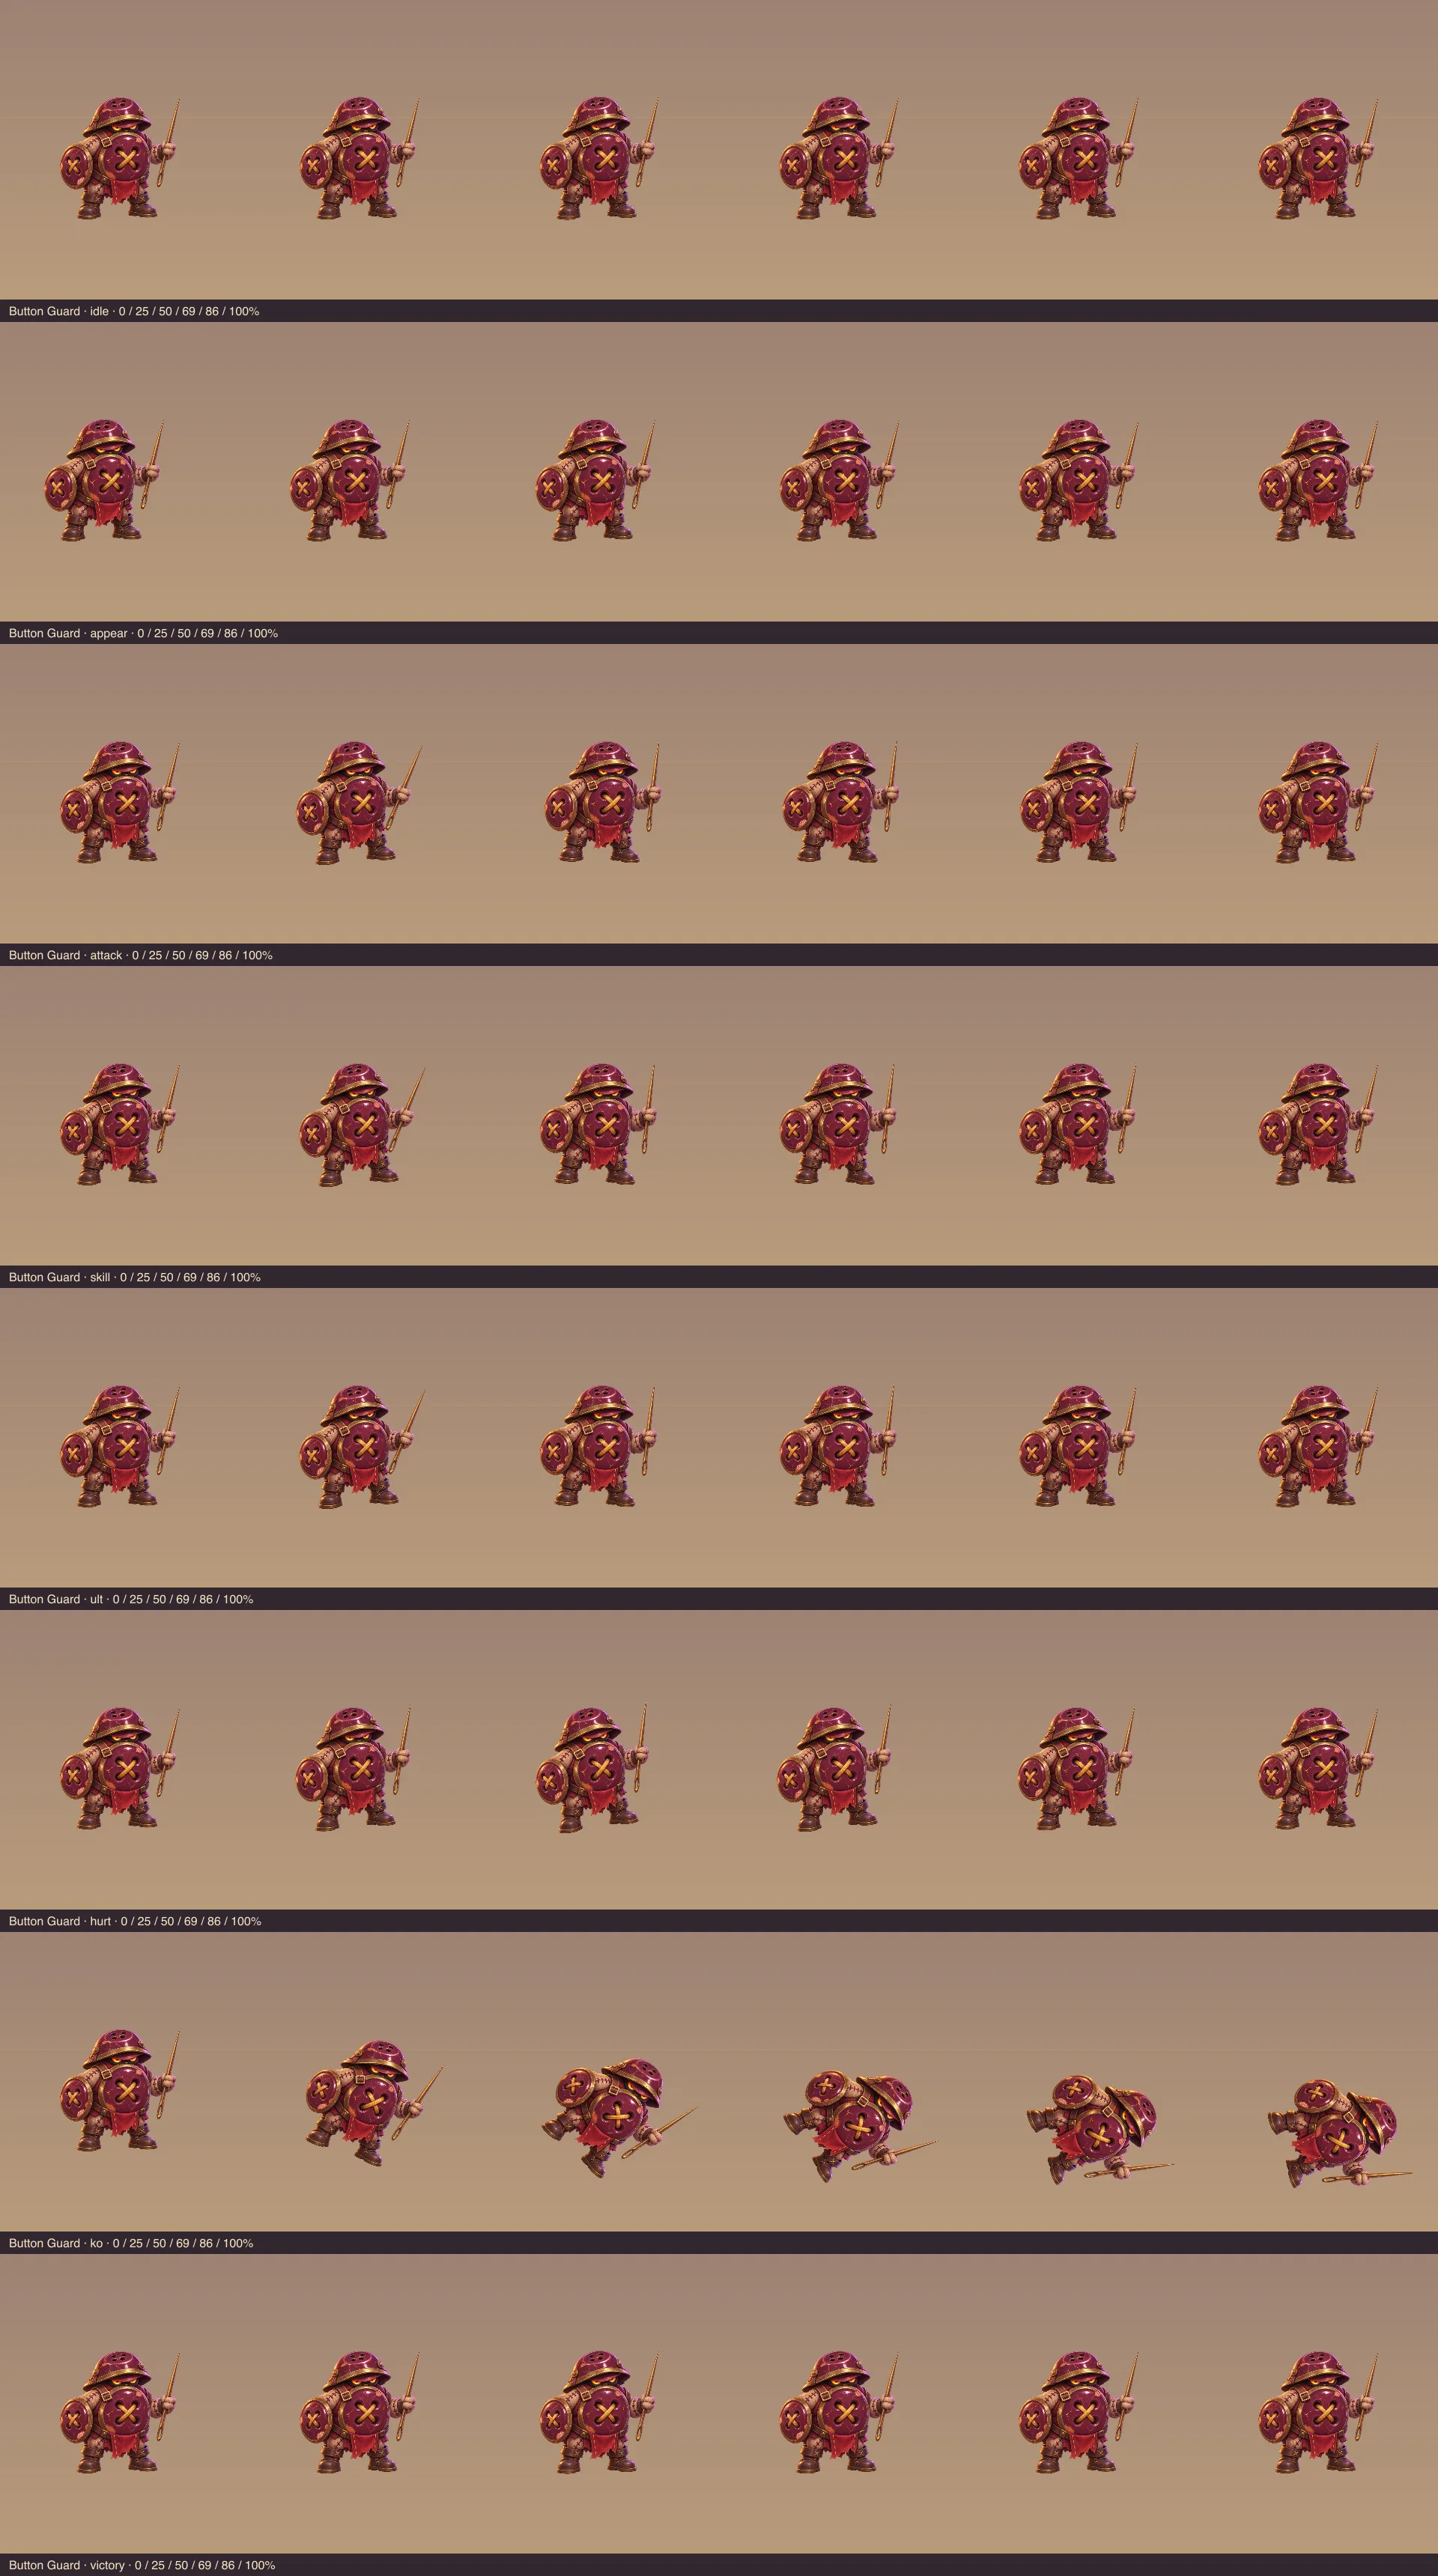 Button Guard · idle · 0 / 25 / 50 / 69 / 86 / 100%
Button Guard · appear · 0 / 25 / 50 / 69 / 86 / 100%
Button Guard · attack · 0 / 25 / 50 / 69 / 86 / 100%
Button Guard · skill · 0 / 25 / 50 / 69 / 86 / 100%
Button Guard · ult · 0 / 25 / 50 / 69 / 86 / 100%
Button Guard · hurt · 0 / 25 / 50 / 69 / 86 / 100%
Button Guard · ko · 0 / 25 / 50 / 69 / 86 / 100%
Button Guard · victory · 0 / 25 / 50 / 69 / 86 / 100%